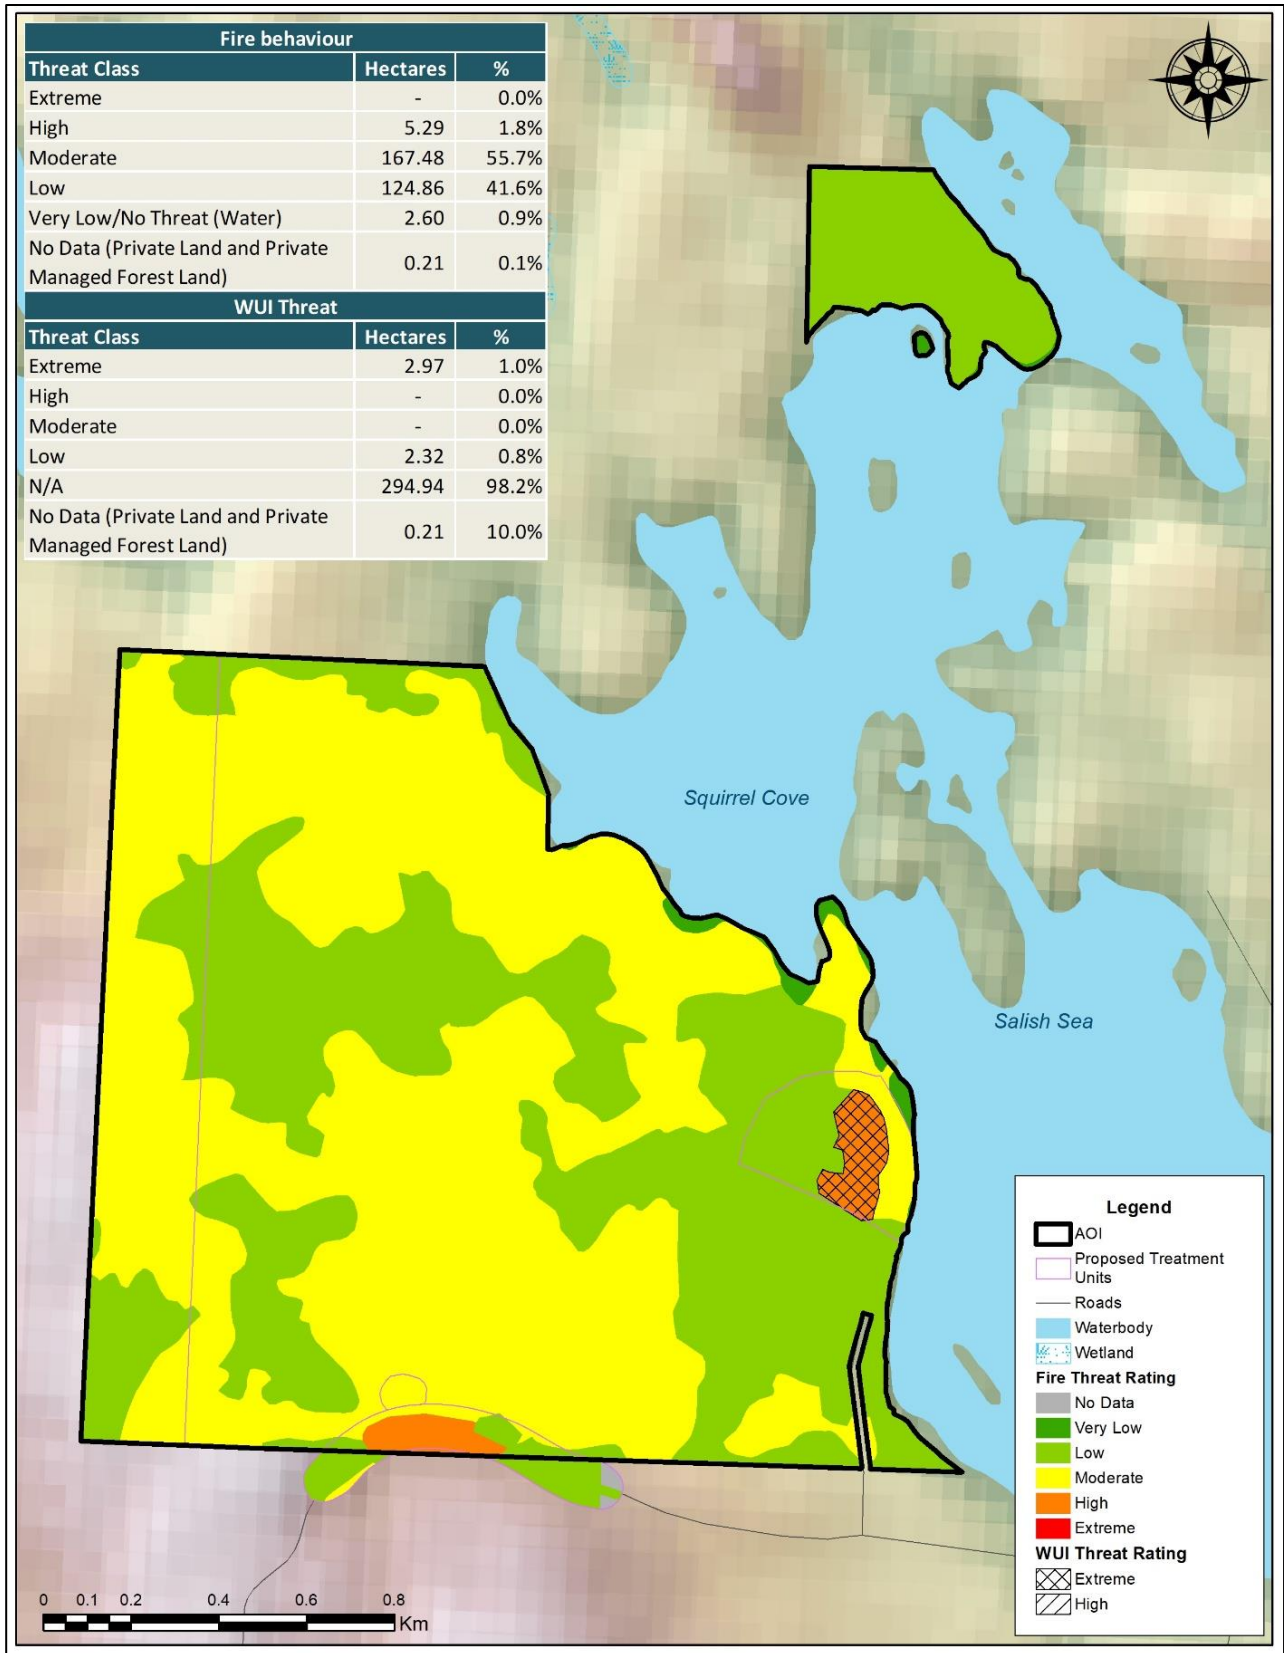 Fire behaviour
Threat Class Hectares %
Extreme - 0.0%
High 5.29 1.8%
Moderate 167.48 55.7%
Low 124.86 41.6%
Very Low/No Threat (Water) 2.60 0.9%
No Data (Private Land and Private
Managed Forest Land) 0.21 0.1%
WUI Threat
Threat Class Hectares %
Extreme 2.97 1.0%
High - 0.0%
Moderate - 0.0%
Low 2.32 0.8%
N/A 294.94 98.2%
No Data (Private Land and Private
Managed Forest Land) 0.21 10.0%
Squirrel Cove
Salish Sea
Legend
AOI
Proposed Treatment
Units
Roads
Waterbody
Wetland
Fire Threat Rating
No Data
Very Low
Low
Moderate
High
Extreme
WUI Threat Rating
Extreme
High
0 0.1 0.2 0.4 0.6 0.8
Km